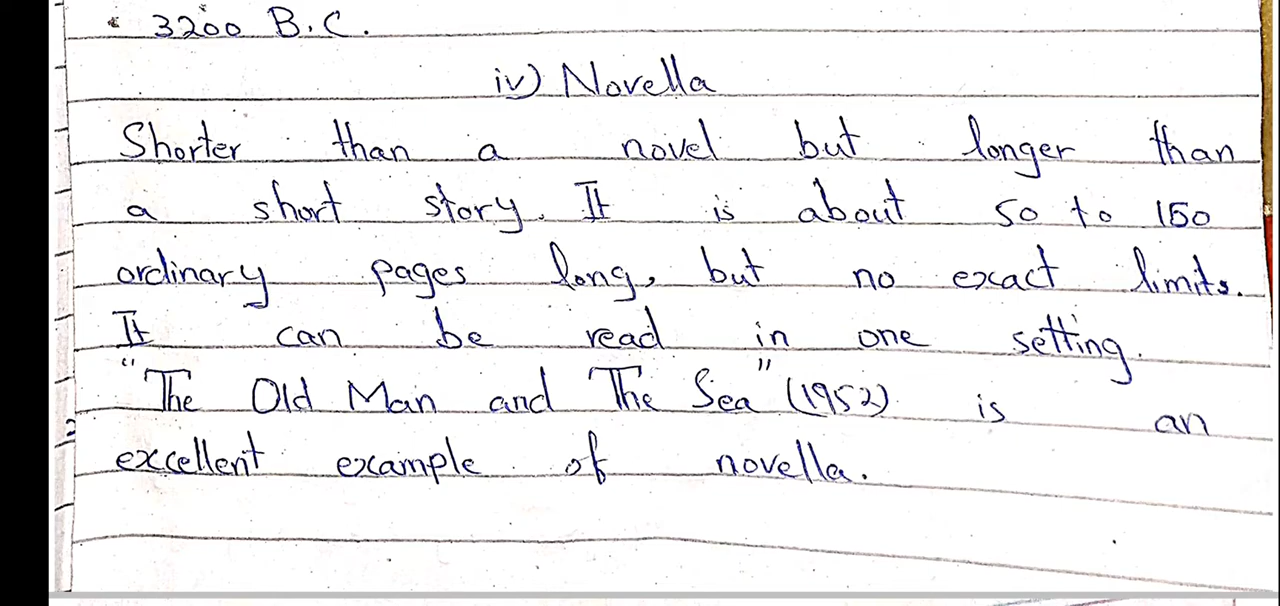 • 3200 B.C.
iv) Novella
Shorter than a novel but longer than
a short story. It is about 50 to 150
ordinary pages long, but no exact limits.
It can be read in one setting.
"The Old Man and The Sea" (1952) is an
excellent example of novella.